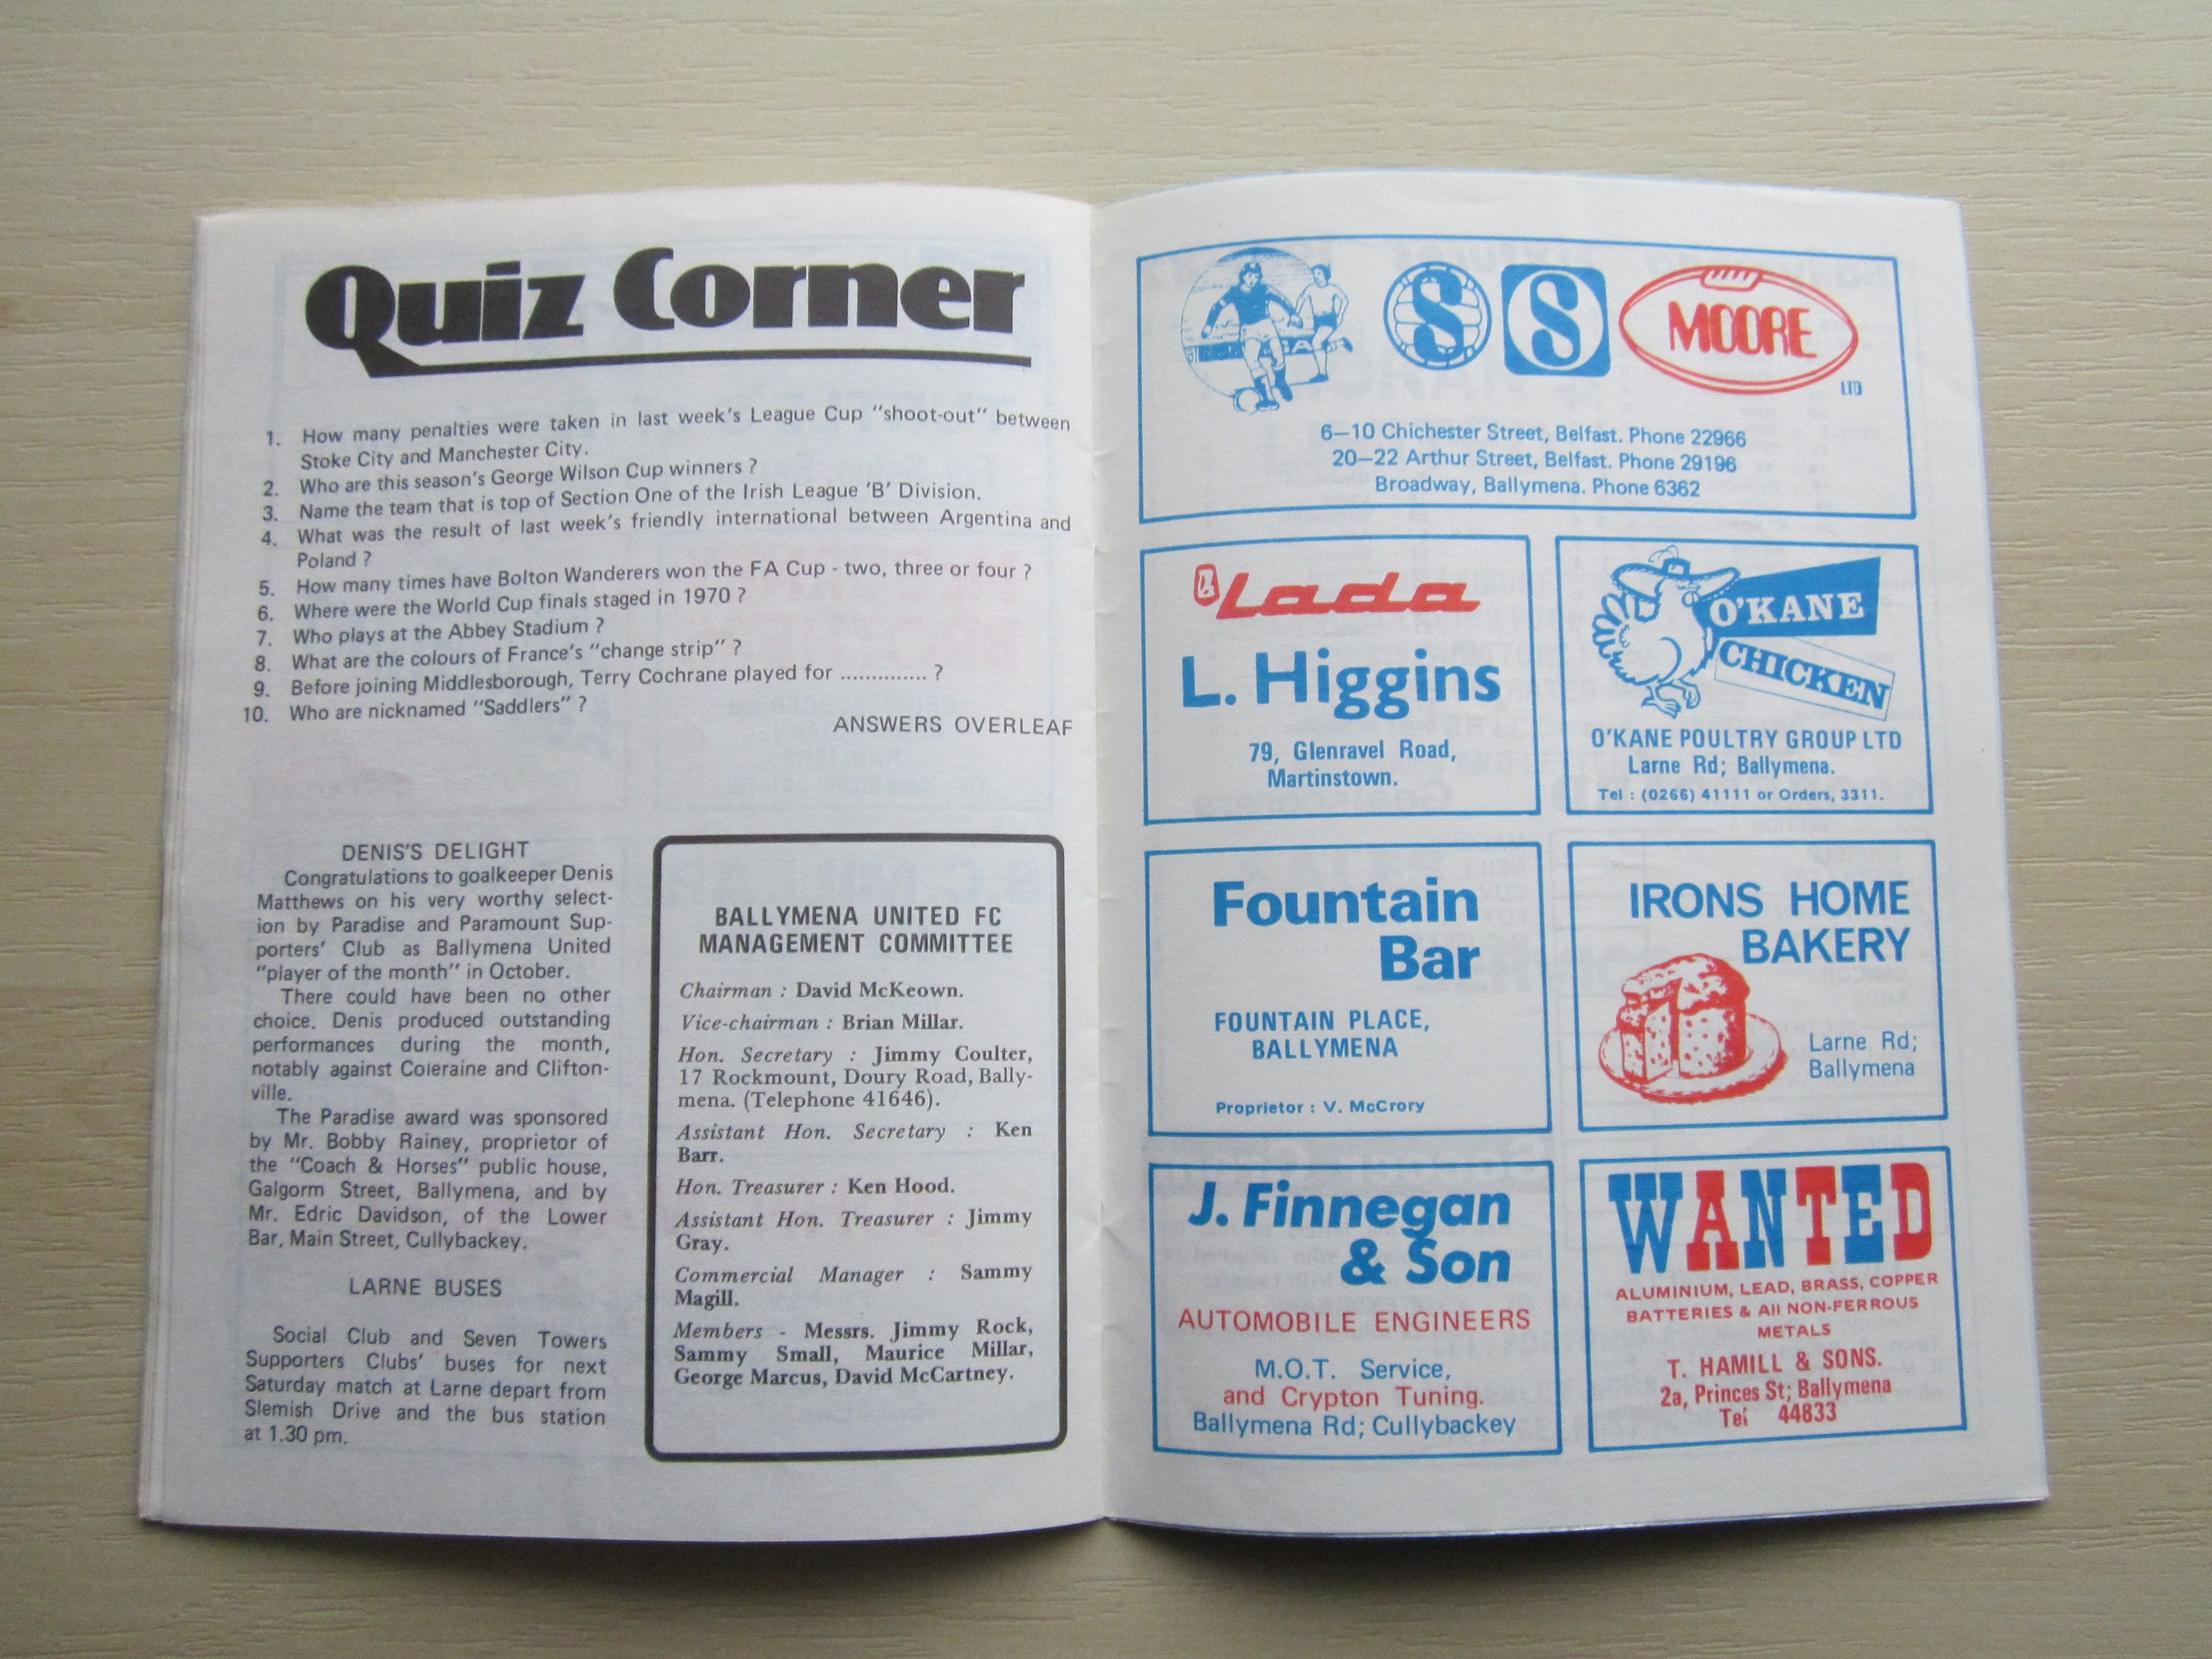 Quiz Corner
1. How many penalties were taken in last week's League Cup "shoot-out" between
Stoke City and Manchester City.
2. Who are this season's George Wilson Cup winners ?
3. Name the team that is top of Section One of the Irish League 'B' Division.
4. What was the result of last week's friendly international between Argentina and
Poland ?
5. How many times have Bolton Wanderers won the FA Cup - two, three or four ?
6. Where were the World Cup finals staged in 1970 ?
7. Who plays at the Abbey Stadium ?
8. What are the colours of France's "change strip" ?
9. Before joining Middlesborough, Terry Cochrane played for .............. ?
10. Who are nicknamed "Saddlers" ?
ANSWERS OVERLEAF
DENIS'S DELIGHT
Congratulations to goalkeeper Denis
Matthews on his very worthy select-
ion by Paradise and Paramount Sup-
porters' Club as Ballymena United
"player of the month" in October.
There could have been no other
choice. Denis produced outstanding
performances during the month,
notably against Coleraine and Clifton-
ville.
The Paradise award was sponsored
by Mr. Bobby Rainey, proprietor of
the "Coach & Horses" public house,
Galgorm Street, Ballymena, and by
Mr. Edric Davidson, of the Lower
Bar, Main Street, Cullybackey.
LARNE BUSES
Social Club and Seven Towers
Supporters Clubs' buses for next
Saturday match at Larne depart from
Slemish Drive and the bus station
at 1.30 pm.
BALLYMENA UNITED FC
MANAGEMENT COMMITTEE
Chairman : David McKeown.
Vice-chairman : Brian Millar.
Hon. Secretary : Jimmy Coulter,
17 Rockmount, Doury Road, Bally-
mena. (Telephone 41646).
Assistant Hon. Secretary : Ken
Barr.
Hon. Treasurer : Ken Hood.
Assistant Hon. Treasurer : Jimmy
Gray.
Commercial Manager : Sammy
Magill.
Members - Messrs. Jimmy Rock,
Sammy Small, Maurice Millar,
George Marcus, David McCartney.
S S MOORE
LTD
6–10 Chichester Street, Belfast. Phone 22966
20–22 Arthur Street, Belfast. Phone 29196
Broadway, Ballymena. Phone 6362
Lada
L. Higgins
79, Glenravel Road,
Martinstown.
O'KANE
CHICKEN
O'KANE POULTRY GROUP LTD
Larne Rd; Ballymena.
Tel : (0266) 41111 or Orders, 3311.
Fountain
Bar
FOUNTAIN PLACE,
BALLYMENA
Proprietor : V. McCrory
IRONS HOME
BAKERY
Larne Rd;
Ballymena
J. Finnegan
& Son
AUTOMOBILE ENGINEERS
M.O.T. Service,
and Crypton Tuning.
Ballymena Rd; Cullybackey
WANTED
ALUMINIUM, LEAD, BRASS, COPPER
BATTERIES & All NON-FERROUS
METALS
T. HAMILL & SONS.
2a, Princes St; Ballymena
Tel 44833